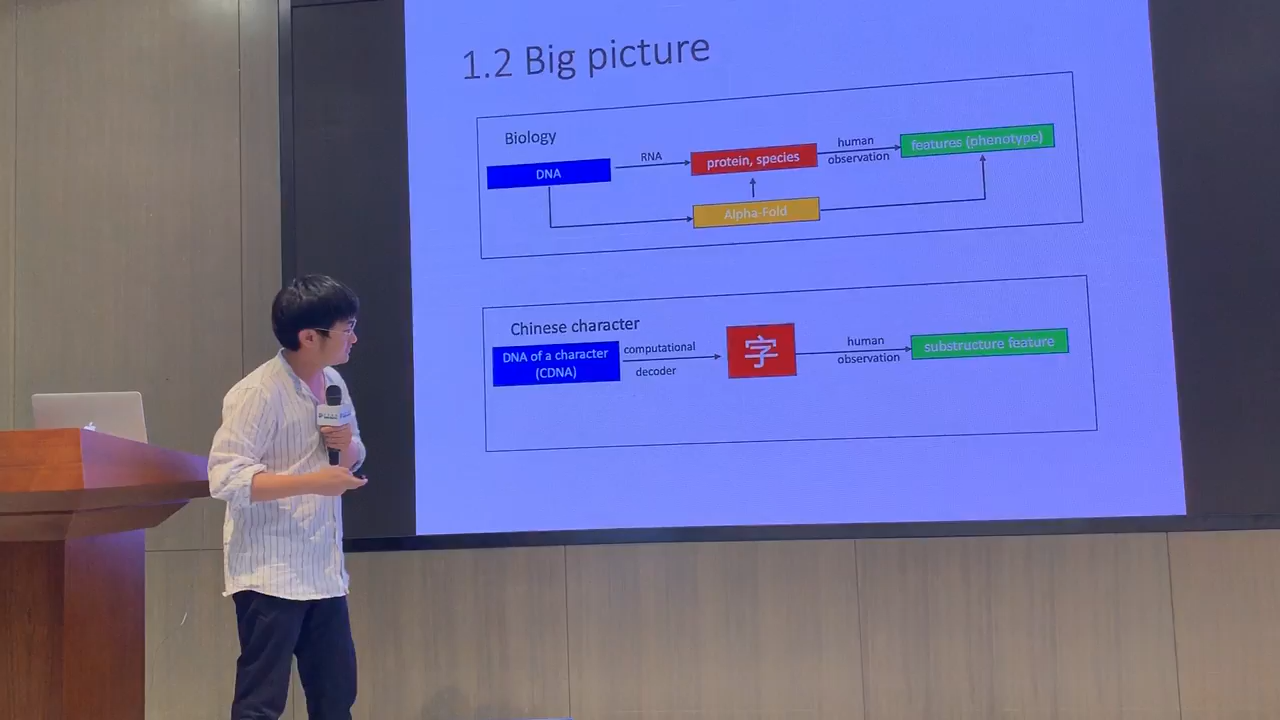 1.2 Big picture
Biology
DNA
RNA
protein, species
human
observation
features (phenotype)
Alpha-Fold
Chinese character
DNA of a character
(CDNA)
computational
decoder
字
human
observation
substructure feature